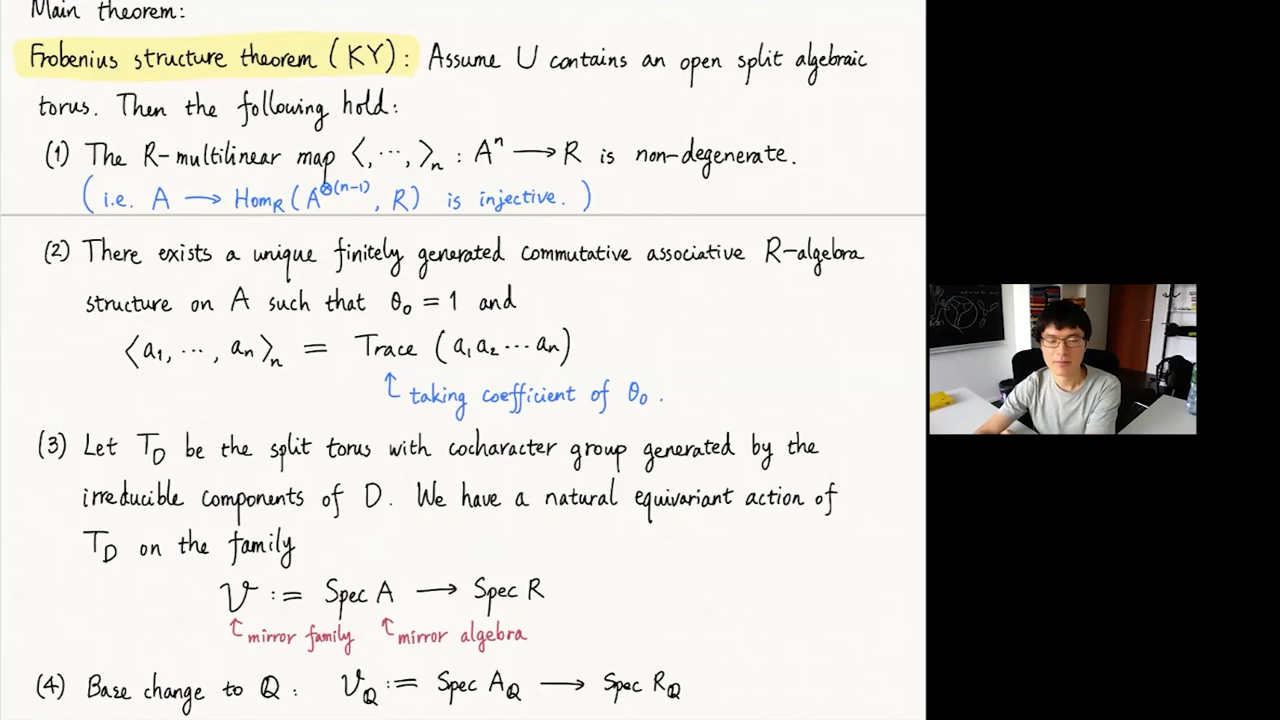 Main theorem:
Frobenius structure theorem (KY): Assume U contains an open split algebraic
torus. Then the following hold:
(1) The R-multilinear map ⟨,⋯,⟩ₙ : Aⁿ ⟶ R is non-degenerate.
(i.e. A ⟶ Hom_R (A^{⊗(n-1)}, R) is injective.)
(2) There exists a unique finitely generated commutative associative R-algebra
structure on A such that θ₀ = 1 and
⟨a₁, ⋯, aₙ⟩ₙ = Trace (a₁a₂⋯aₙ)
↑ taking coefficient of θ₀.
(3) Let T_D be the split torus with cocharacter group generated by the
irreducible components of D. We have a natural equivariant action of
T_D on the family
𝒱 := Spec A ⟶ Spec R
↑ mirror family ↑ mirror algebra
(4) Base change to ℚ: 𝒱_ℚ := Spec A_ℚ ⟶ Spec R_ℚ